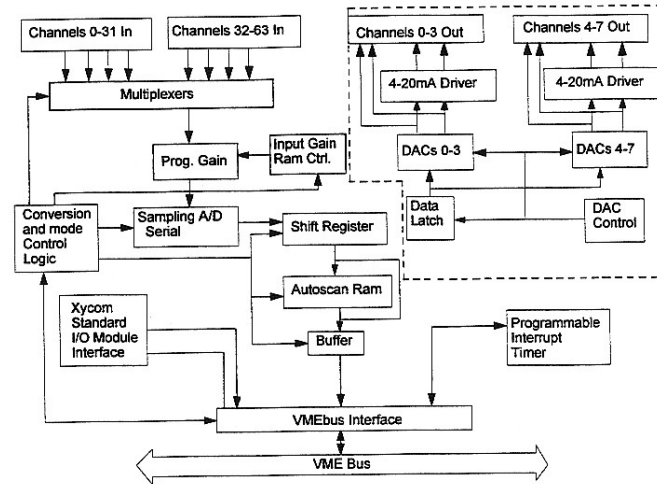 Channels 0-31 In
Channels 32-63 In
Channels 0-3 Out
Channels 4-7 Out
Multiplexers
4-20mA Driver
4-20mA Driver
Prog. Gain
Input Gain
Ram Ctrl.
DACs 0-3
DACs 4-7
Conversion
and mode
Control
Logic
Sampling A/D
Serial
Shift Register
Data
Latch
DAC
Control
Autoscan Ram
Xycom
Standard
I/O Module
Interface
Buffer
Programmable
Interrupt
Timer
VMEbus Interface
VME Bus